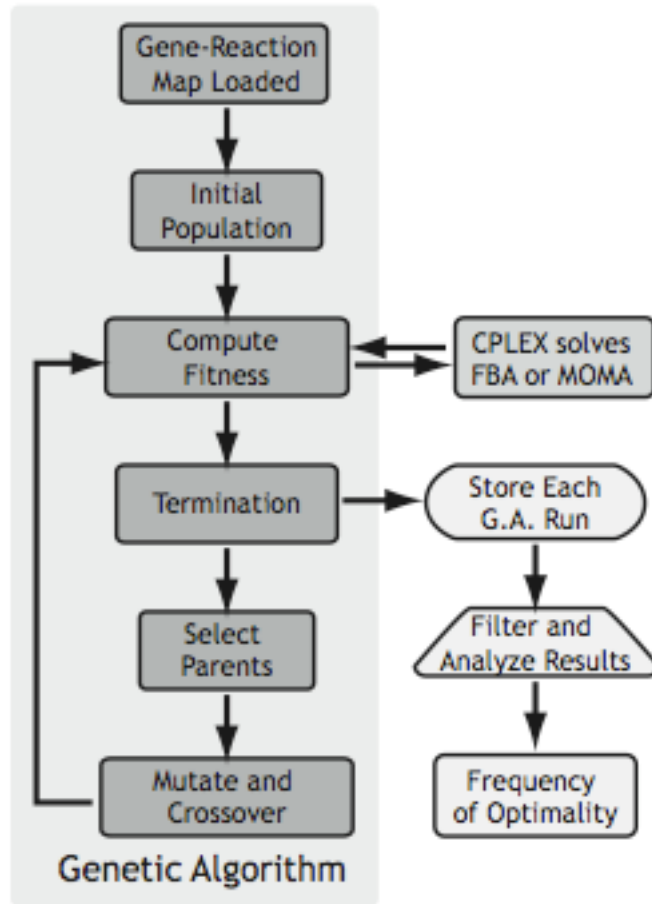 Gene-Reaction
Map Loaded
Initial
Population
Compute
Fitness
CPLEX solves
FBA or MOMA
Termination
Store Each
G.A. Run
Select
Parents
Filter and
Analyze Results
Mutate and
Crossover
Frequency
of Optimality
Genetic Algorithm